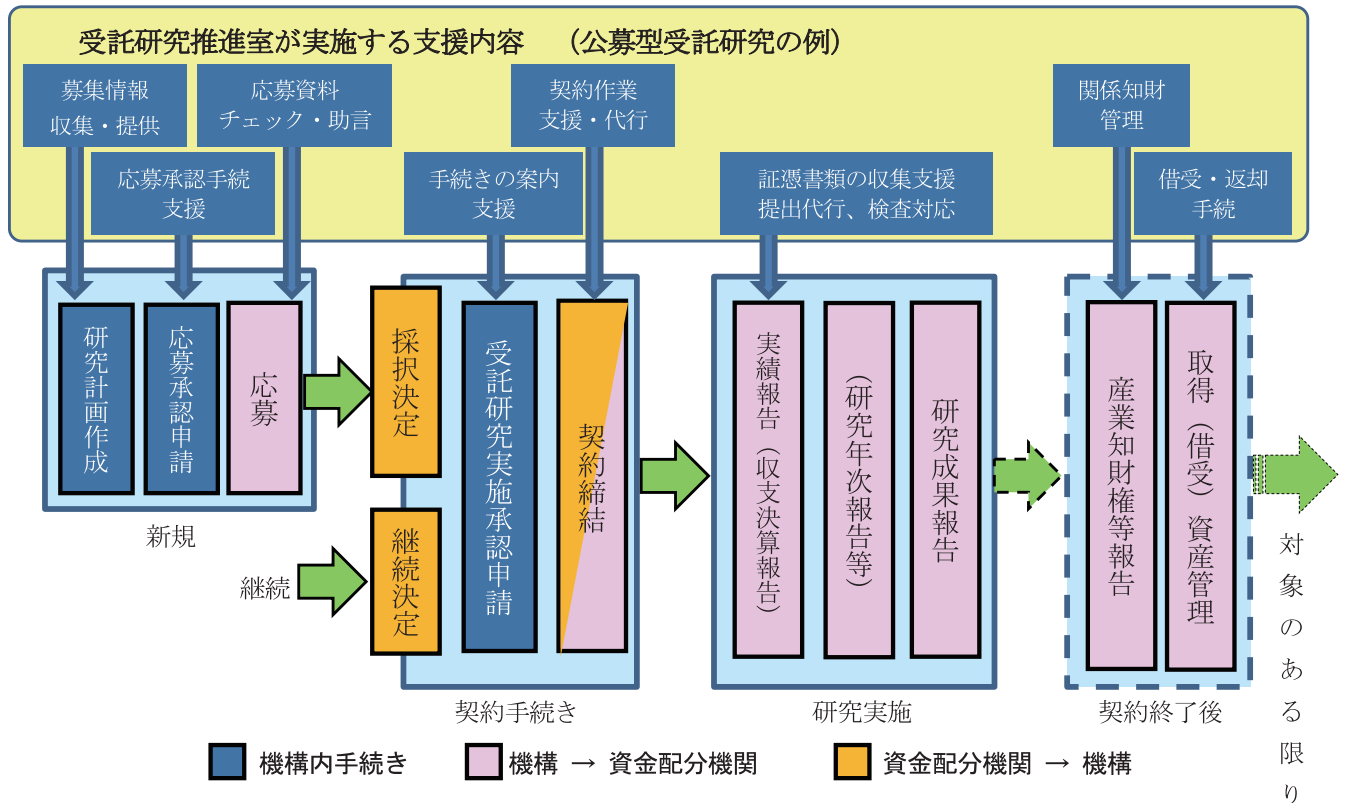 受託研究推進室が実施する支援内容　（公募型受託研究の例）
募集情報
収集・提供
応募資料
チェック・助言
契約作業
支援・代行
関係知財
管理
応募承認手続
支援
手続きの案内
支援
証憑書類の収集支援
提出代行、検査対応
借受・返却
手続
研究計画作成
応募承認申請
応募
新規
継続
採択決定
継続決定
受託研究実施承認申請
契約締結
契約手続き
実績報告（収支決算報告）
（研究年次報告等）
研究成果報告
研究実施
産業知財権等報告
取得（借受）資産管理
契約終了後
対象のある限り
機構内手続き
機構 → 資金配分機関
資金配分機関 → 機構